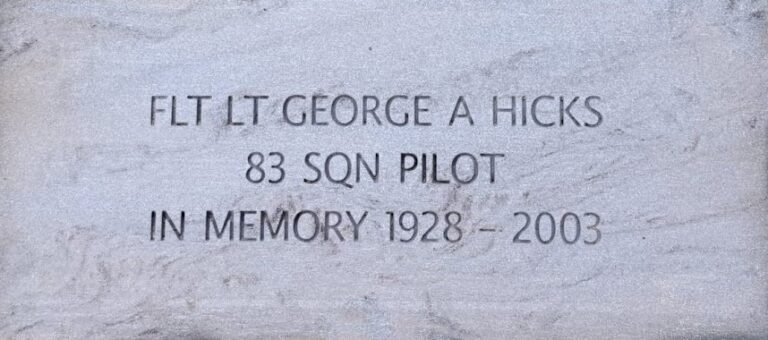 FLT LT GEORGE A HICKS
83 SQN PILOT
IN MEMORY 1928 - 2003